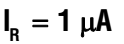 I_R = 1 µA